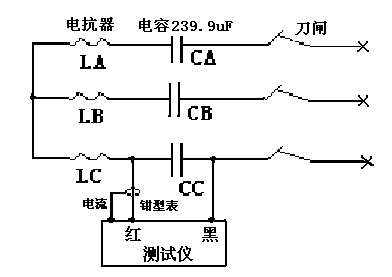 电抗器 电容239.9uF 刀闸
LA CA
LB CB
LC CC
电流 钳型表
红 黑
测试仪